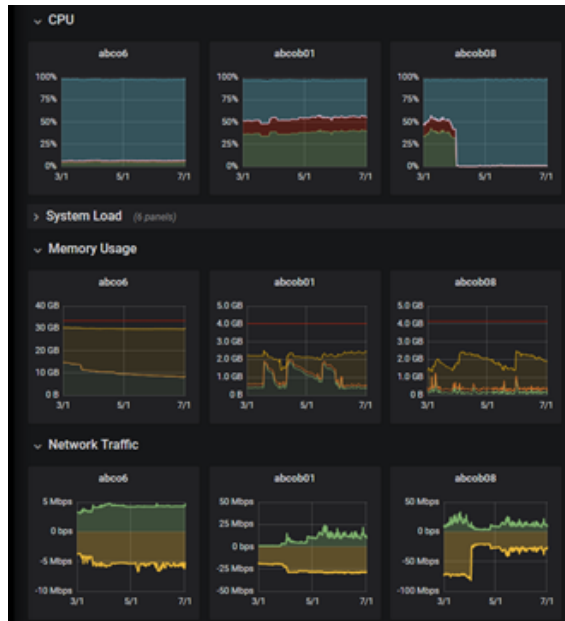 CPU
abco6 abcob01 abcob08
100% 100% 100%
75% 75% 75%
50% 50% 50%
25% 25% 25%
0% 0% 0%
3/1 5/1 7/1 3/1 5/1 7/1 3/1 5/1 7/1
System Load (6 panels)
Memory Usage
abco6 abcob01 abcob08
40 GB 5.0 GB 5.0 GB
30 GB 4.0 GB 4.0 GB
3.0 GB 3.0 GB
20 GB 2.0 GB 2.0 GB
10 GB 1.0 GB 1.0 GB
0 B 0 B 0 B
3/1 5/1 7/1 3/1 5/1 7/1 3/1 5/1 7/1
Network Traffic
abco6 abcob01 abcob08
5 Mbps 50 Mbps 50 Mbps
25 Mbps
0 bps 0 bps 0 bps
-5 Mbps -25 Mbps -50 Mbps
-10 Mbps -50 Mbps -100 Mbps
3/1 5/1 7/1 3/1 5/1 7/1 3/1 5/1 7/1